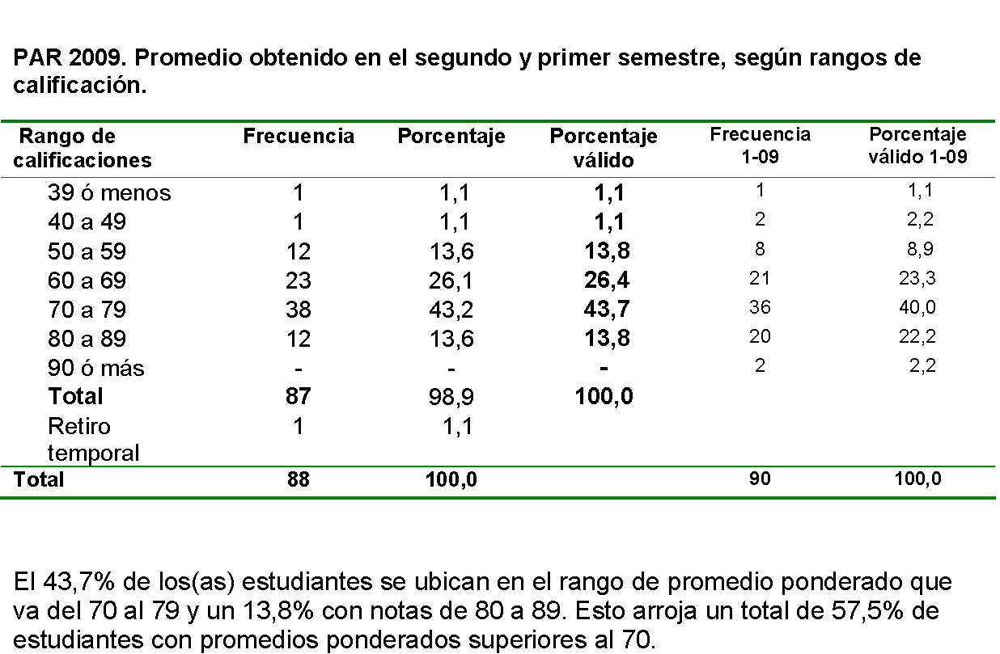 PAR 2009. Promedio obtenido en el segundo y primer semestre, según rangos de
calificación.
Rango de calificaciones Frecuencia Porcentaje Porcentaje válido Frecuencia 1-09 Porcentaje válido 1-09
39 ó menos 1 1,1 1,1 1 1,1
40 a 49 1 1,1 1,1 2 2,2
50 a 59 12 13,6 13,8 8 8,9
60 a 69 23 26,1 26,4 21 23,3
70 a 79 38 43,2 43,7 36 40,0
80 a 89 12 13,6 13,8 20 22,2
90 ó más - - - 2 2,2
Total 87 98,9 100,0
Retiro temporal 1 1,1
Total 88 100,0 90 100,0
El 43,7% de los(as) estudiantes se ubican en el rango de promedio ponderado que
va del 70 al 79 y un 13,8% con notas de 80 a 89. Esto arroja un total de 57,5% de
estudiantes con promedios ponderados superiores al 70.